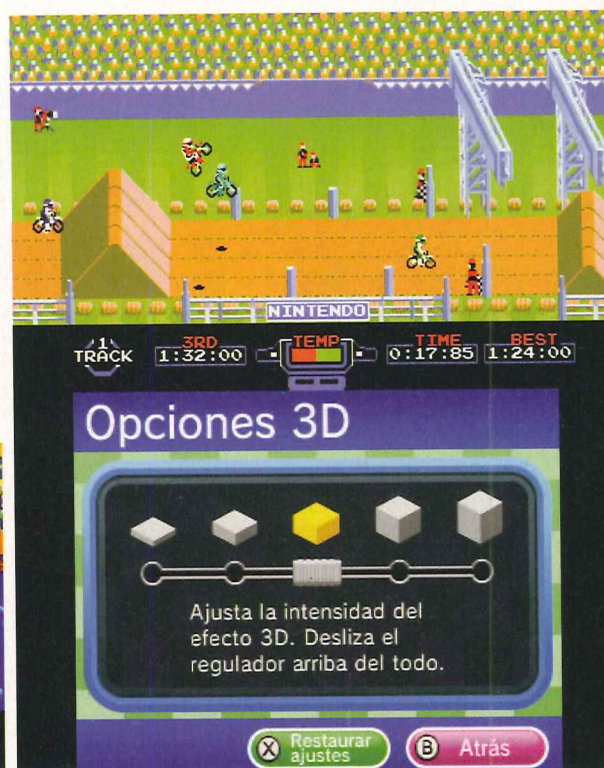 NINTENDO
1
TRACK
3RD
1:32:00
TEMP
TIME
0:17:85
BEST
1:24:00
Opciones 3D
Ajusta la intensidad del
efecto 3D. Desliza el
regulador arriba del todo.
X Restaurar
ajustes
B Atrás